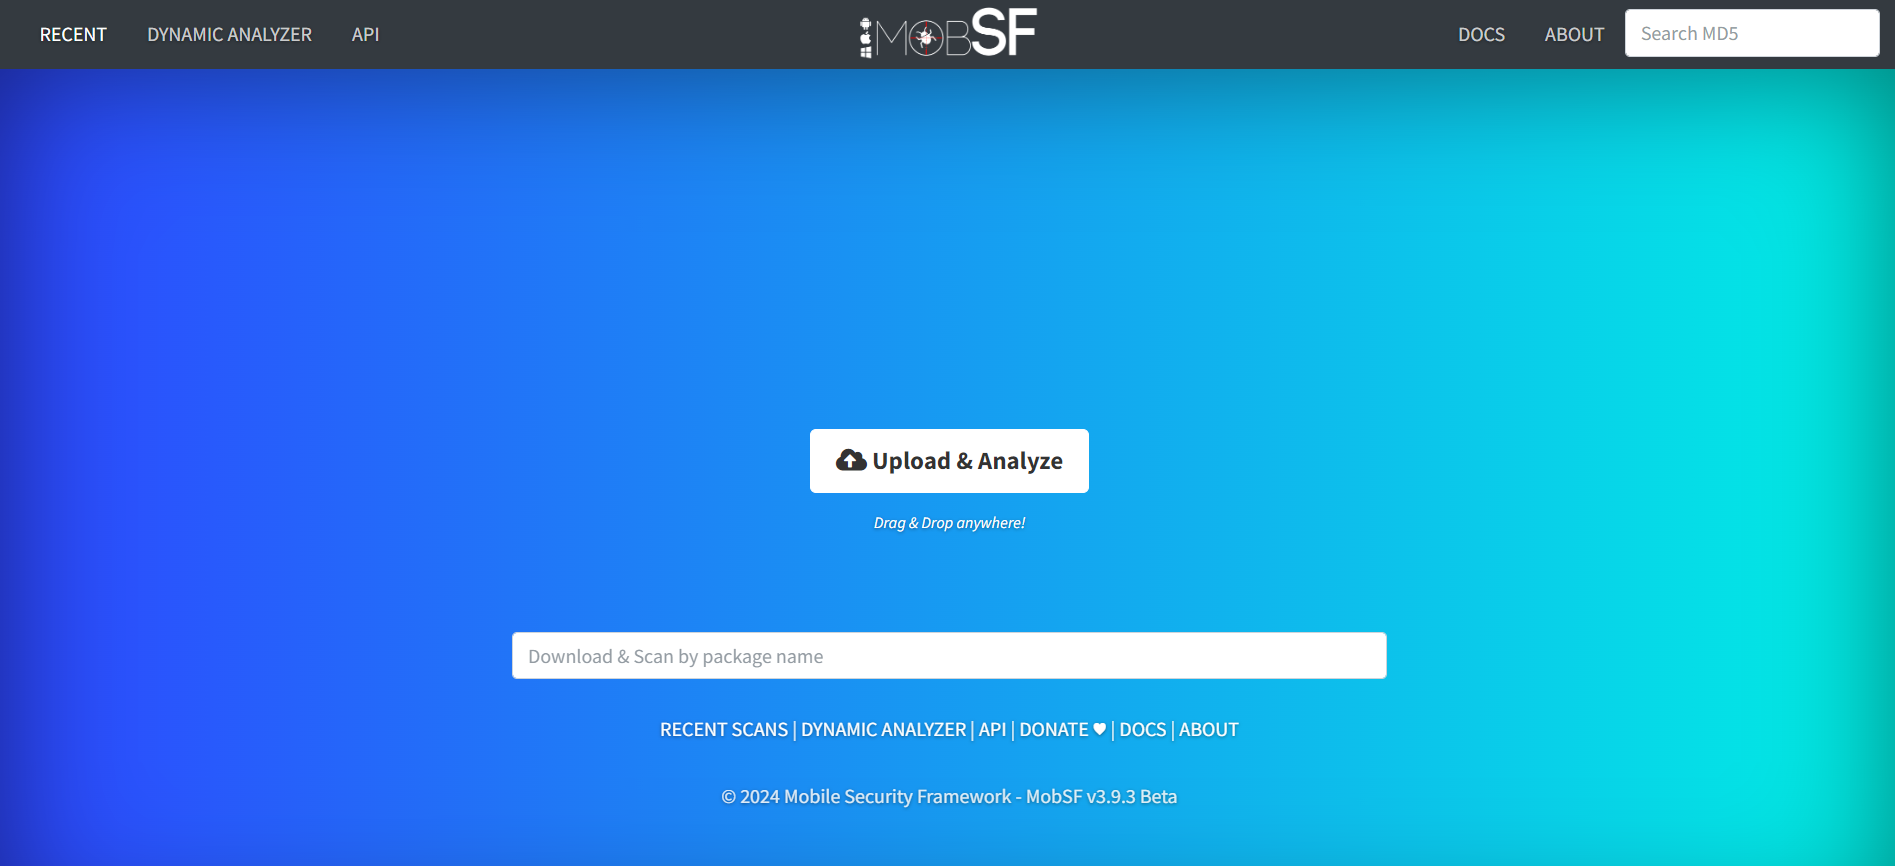 RECENT DYNAMIC ANALYZER API MOBSF DOCS ABOUT Search MD5
Upload & Analyze
Drag & Drop anywhere!
Download & Scan by package name
RECENT SCANS | DYNAMIC ANALYZER | API | DONATE ♥ | DOCS | ABOUT
© 2024 Mobile Security Framework - MobSF v3.9.3 Beta